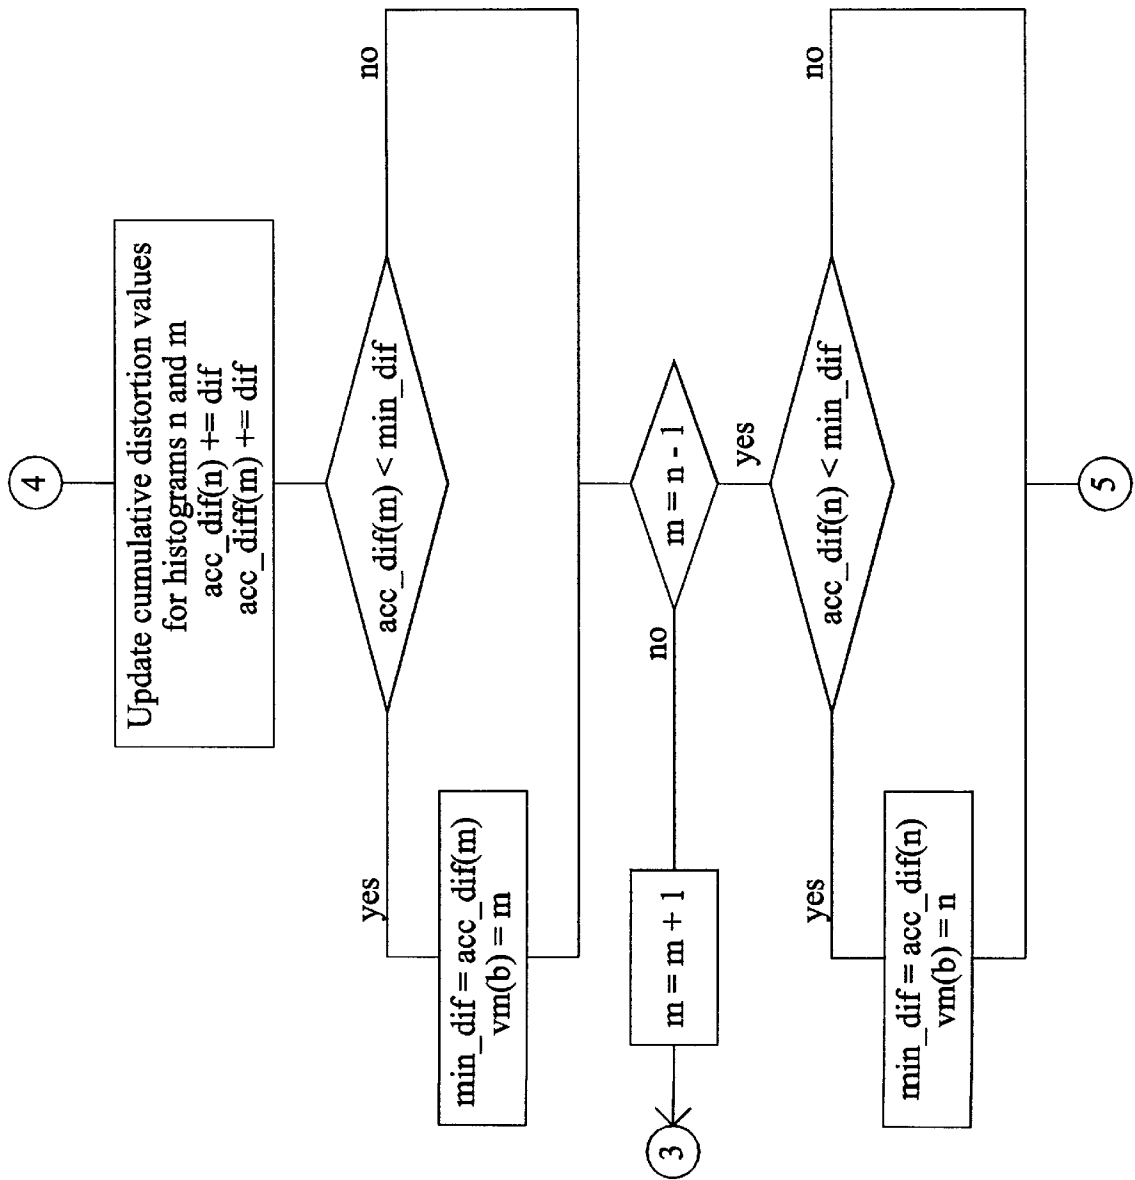 4
Update cumulative distortion values
for histograms n and m
acc_dif(n) += dif
acc_diff(m) += dif
acc_dif(m) < min_dif
yes
no
min_dif = acc_dif(m)
vm(b) = m
m = n - 1
no
yes
m = m + 1
3
acc_dif(n) < min_dif
yes
no
min_dif = acc_dif(n)
vm(b) = n
5